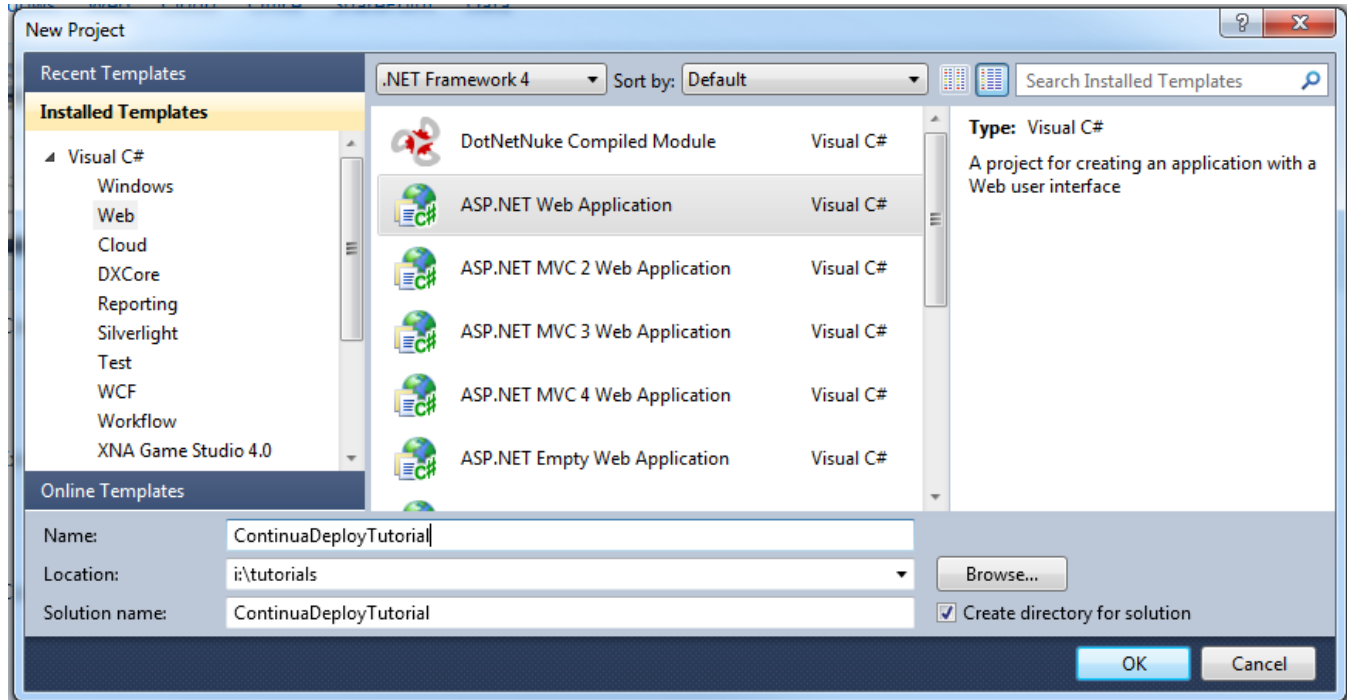 New Project
Recent Templates
Installed Templates
Visual C#
Windows
Web
Cloud
DXCore
Reporting
Silverlight
Test
WCF
Workflow
XNA Game Studio 4.0
Online Templates
.NET Framework 4 Sort by: Default Search Installed Templates
DotNetNuke Compiled Module Visual C#
ASP.NET Web Application Visual C#
ASP.NET MVC 2 Web Application Visual C#
ASP.NET MVC 3 Web Application Visual C#
ASP.NET MVC 4 Web Application Visual C#
ASP.NET Empty Web Application Visual C#
Type: Visual C#
A project for creating an application with a
Web user interface
Name: ContinuaDeployTutorial
Location: i:\tutorials Browse...
Solution name: ContinuaDeployTutorial Create directory for solution
OK Cancel